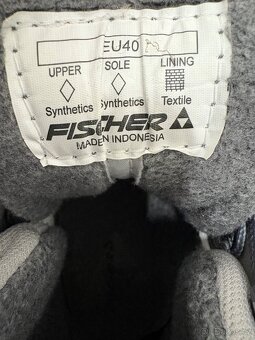 EU40
UPPER SOLE LINING
Synthetics Synthetics Textile
FISCHER
MADE IN INDONESIA